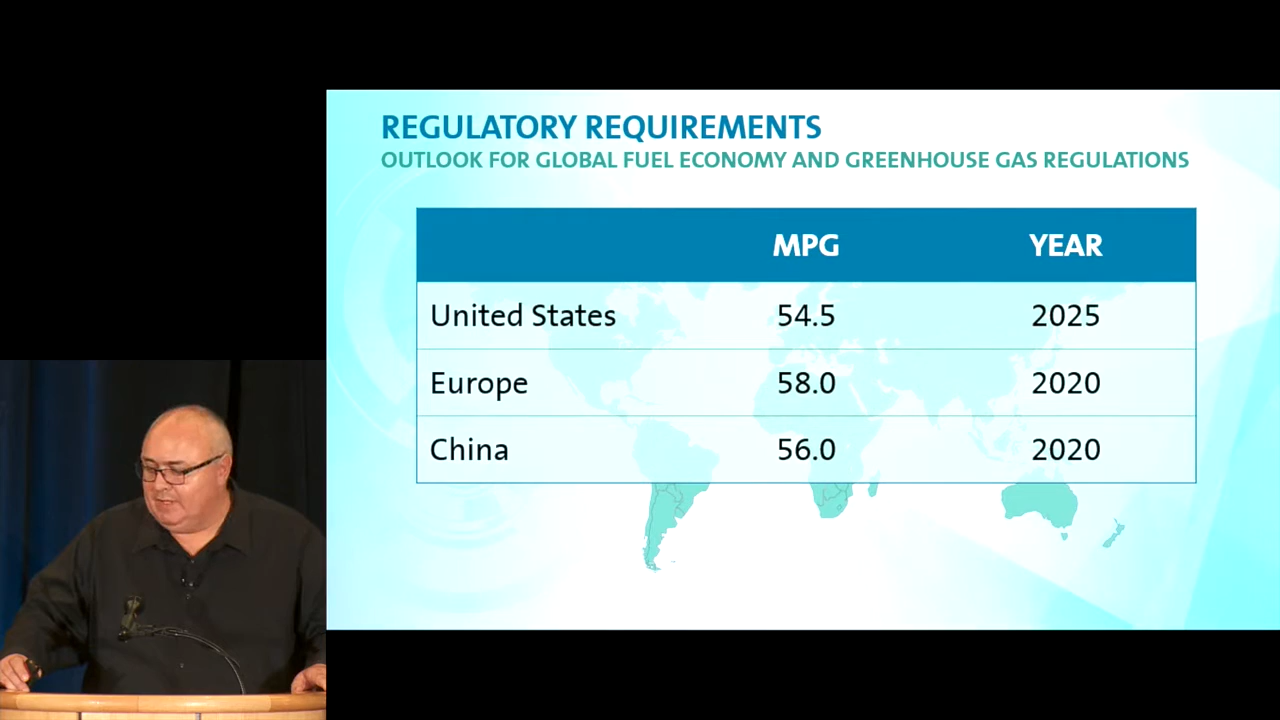 REGULATORY REQUIREMENTS
OUTLOOK FOR GLOBAL FUEL ECONOMY AND GREENHOUSE GAS REGULATIONS
MPG YEAR
United States 54.5 2025
Europe 58.0 2020
China 56.0 2020